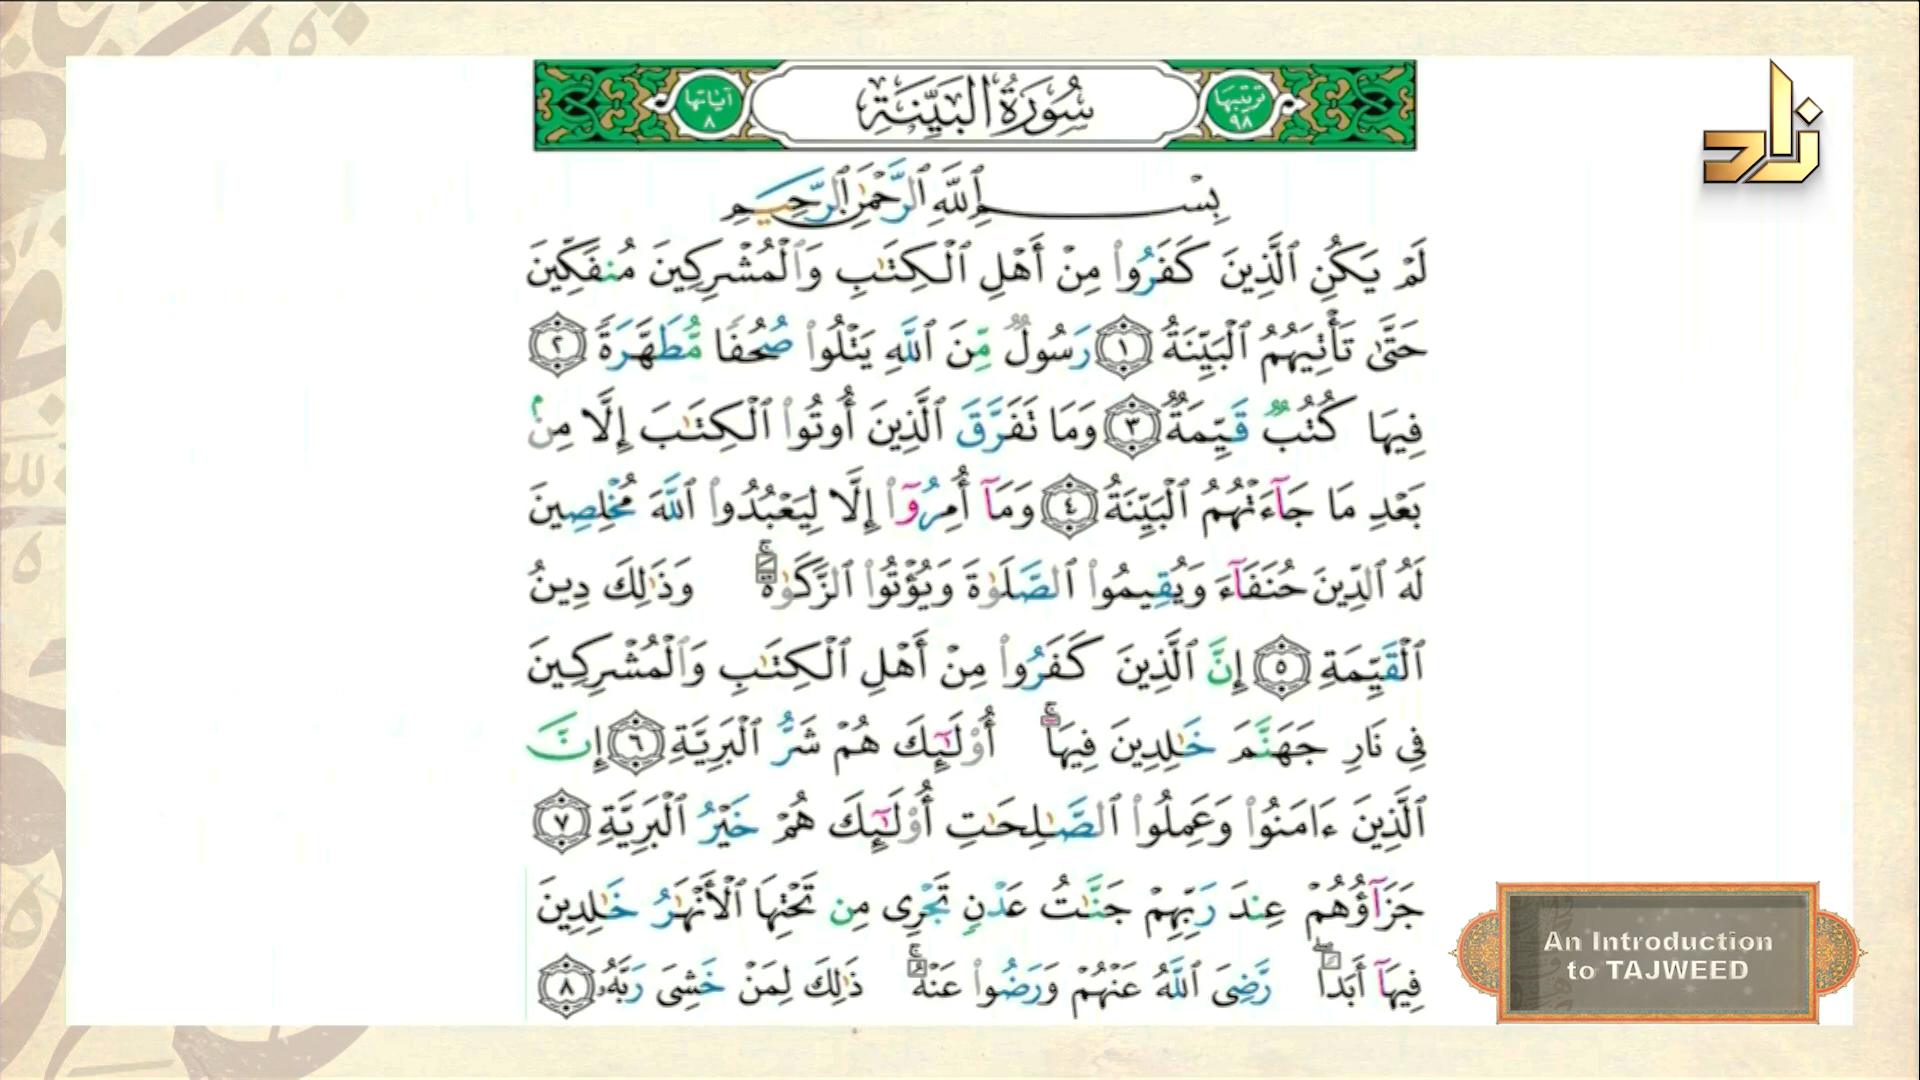 ترتيبها ٩٨
سُورَةُ الْبَيِّنَةِ
آياتها ٨
زاد
بِسْمِ ٱللَّهِ ٱلرَّحْمَٰنِ ٱلرَّحِيمِ
لَمْ يَكُنِ ٱلَّذِينَ كَفَرُوا۟ مِنْ أَهْلِ ٱلْكِتَٰبِ وَٱلْمُشْرِكِينَ مُنفَكِّينَ
حَتَّىٰ تَأْتِيَهُمُ ٱلْبَيِّنَةُ ١ رَسُولٌ مِّنَ ٱللَّهِ يَتْلُوا۟ صُحُفًا مُّطَهَّرَةً ٢
فِيهَا كُتُبٌ قَيِّمَةٌ ٣ وَمَا تَفَرَّقَ ٱلَّذِينَ أُوتُوا۟ ٱلْكِتَٰبَ إِلَّا مِنۢ
بَعْدِ مَا جَآءَتْهُمُ ٱلْبَيِّنَةُ ٤ وَمَآ أُمِرُوٓا۟ إِلَّا لِيَعْبُدُوا۟ ٱللَّهَ مُخْلِصِينَ
لَهُ ٱلدِّينَ حُنَفَآءَ وَيُقِيمُوا۟ ٱلصَّلَوٰةَ وَيُؤْتُوا۟ ٱلزَّكَوٰةَ ۚ وَذَٰلِكَ دِينُ
ٱلْقَيِّمَةِ ٥ إِنَّ ٱلَّذِينَ كَفَرُوا۟ مِنْ أَهْلِ ٱلْكِتَٰبِ وَٱلْمُشْرِكِينَ
فِى نَارِ جَهَنَّمَ خَٰلِدِينَ فِيهَآ ۚ أُو۟لَٰٓئِكَ هُمْ شَرُّ ٱلْبَرِيَّةِ ٦ إِنَّ
ٱلَّذِينَ ءَامَنُوا۟ وَعَمِلُوا۟ ٱلصَّٰلِحَٰتِ أُو۟لَٰٓئِكَ هُمْ خَيْرُ ٱلْبَرِيَّةِ ٧
جَزَآؤُهُمْ عِندَ رَبِّهِمْ جَنَّٰتُ عَدْنٍ تَجْرِى مِن تَحْتِهَا ٱلْأَنْهَٰرُ خَٰلِدِينَ
فِيهَآ أَبَدًا ۖ رَّضِىَ ٱللَّهُ عَنْهُمْ وَرَضُوا۟ عَنْهُ ۚ ذَٰلِكَ لِمَنْ خَشِىَ رَبَّهُۥ ٨
An Introduction
to TAJWEED